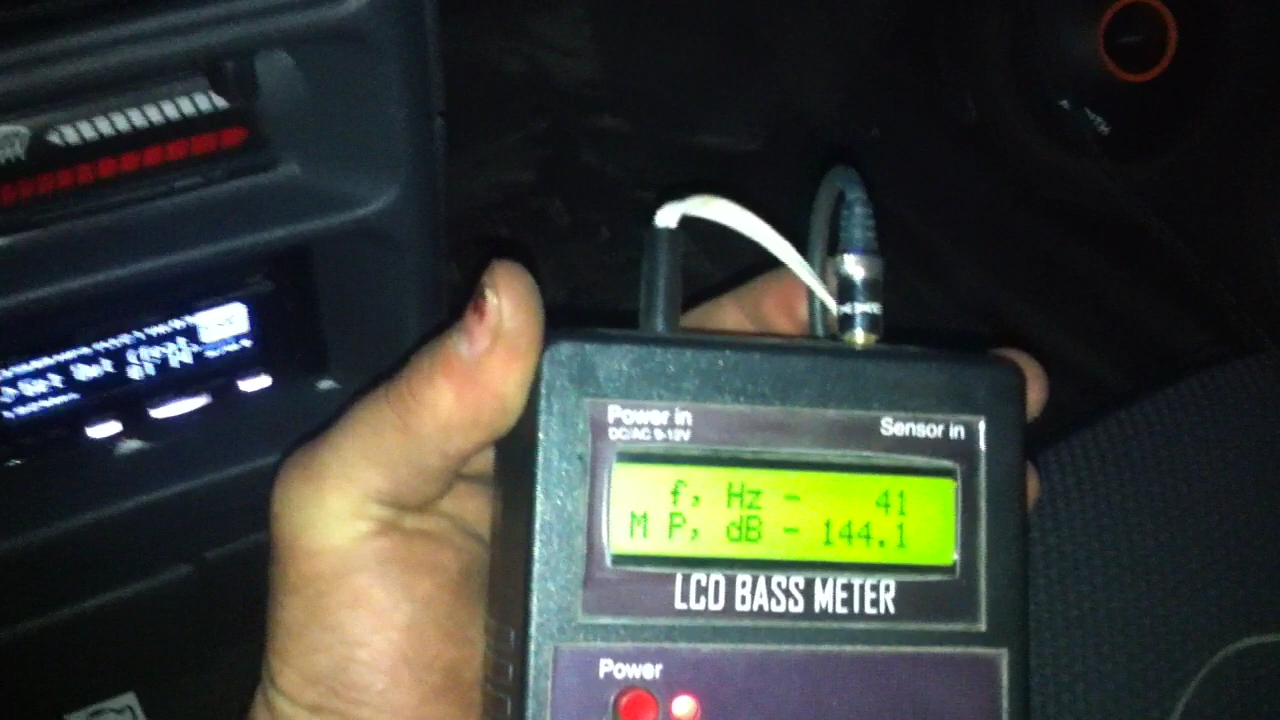 Power in
Sensor in
DC/AC 9-12V
f, Hz - 41
M P, dB - 144.1
LCD BASS METER
Power